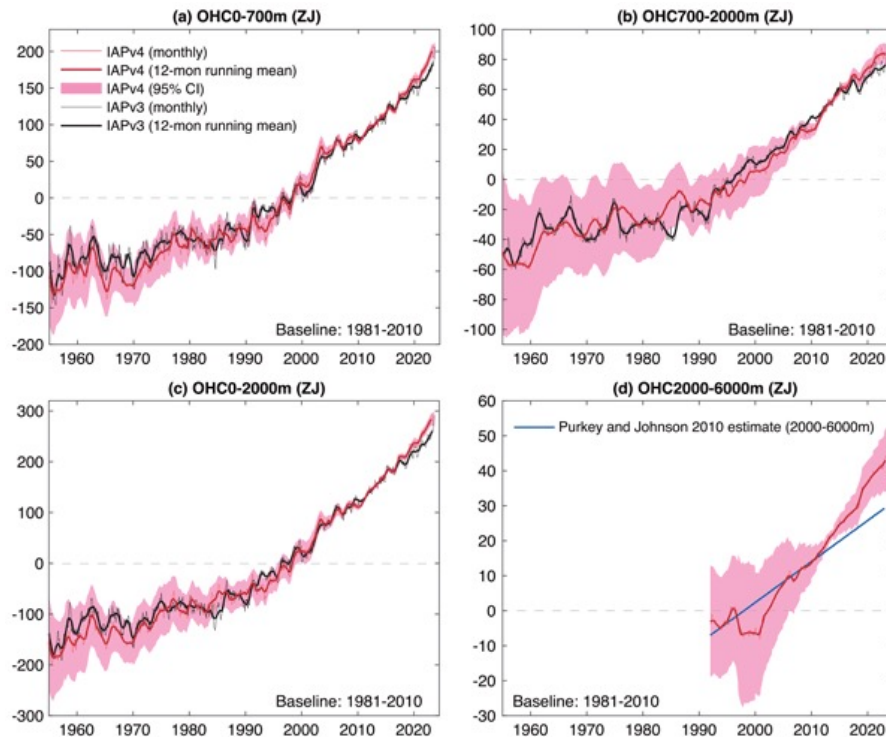 (a) OHC0-700m (ZJ)
200
150
100
50
0
-50
-100
-150
-200
IAPv4 (monthly)
IAPv4 (12-mon running mean)
IAPv4 (95% CI)
IAPv3 (monthly)
IAPv3 (12-mon running mean)
Baseline: 1981-2010
1960 1970 1980 1990 2000 2010 2020
(b) OHC700-2000m (ZJ)
100
80
60
40
20
0
-20
-40
-60
-80
-100
Baseline: 1981-2010
1960 1970 1980 1990 2000 2010 2020
(c) OHC0-2000m (ZJ)
300
200
100
0
-100
-200
-300
Baseline: 1981-2010
1960 1970 1980 1990 2000 2010 2020
(d) OHC2000-6000m (ZJ)
60
50
40
30
20
10
0
-10
-20
-30
Purkey and Johnson 2010 estimate (2000-6000m)
Baseline: 1981-2010
1960 1970 1980 1990 2000 2010 2020